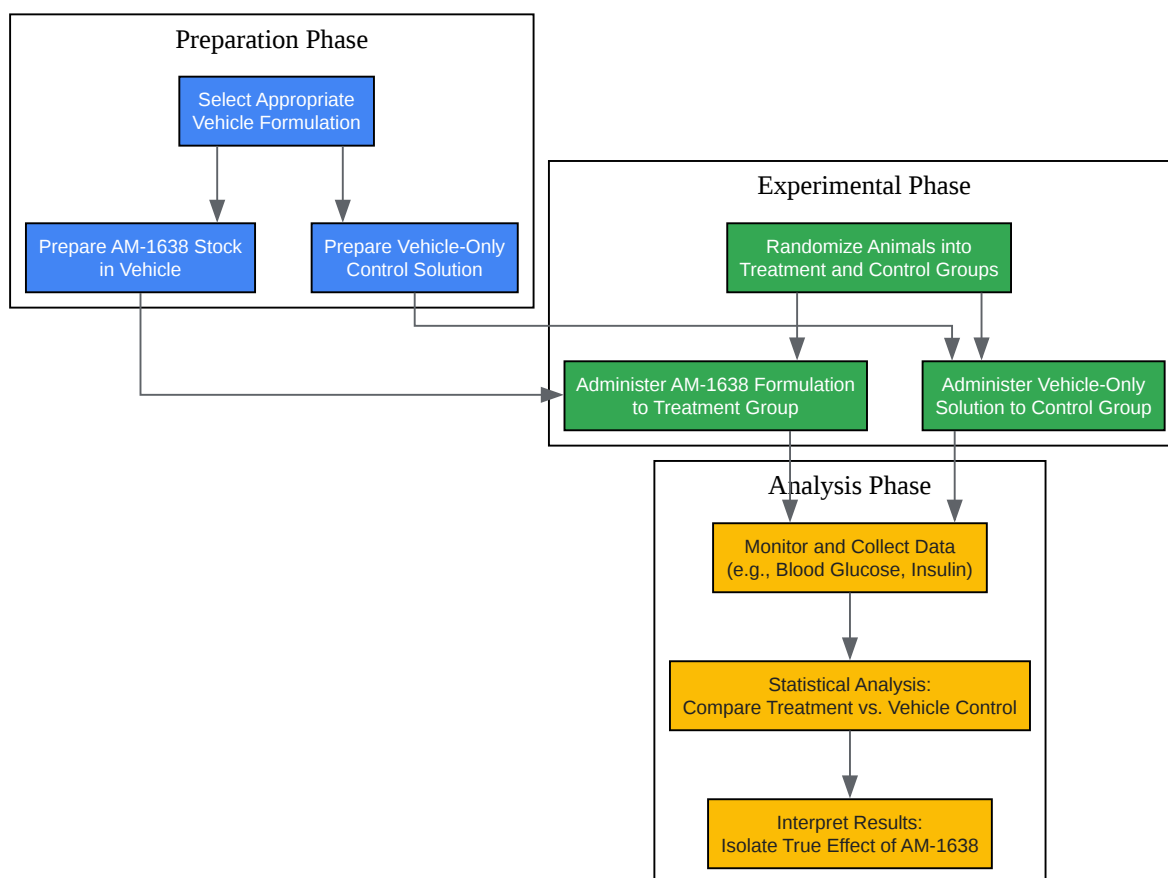 Preparation Phase
Select Appropriate
Vehicle Formulation
Prepare AM-1638 Stock
in Vehicle
Prepare Vehicle-Only
Control Solution
Experimental Phase
Randomize Animals into
Treatment and Control Groups
Administer AM-1638 Formulation
to Treatment Group
Administer Vehicle-Only
Solution to Control Group
Analysis Phase
Monitor and Collect Data
(e.g., Blood Glucose, Insulin)
Statistical Analysis:
Compare Treatment vs. Vehicle Control
Interpret Results:
Isolate True Effect of AM-1638